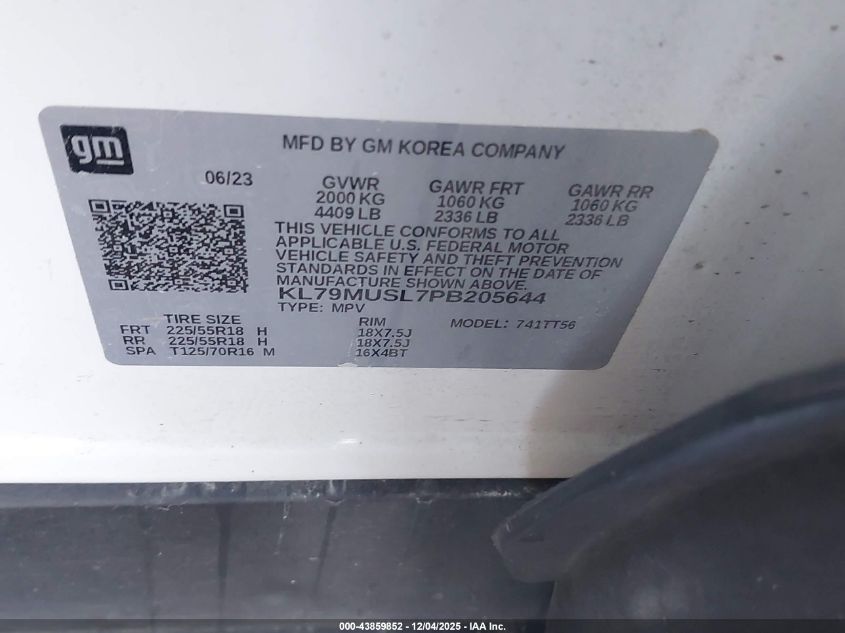 gm
MFD BY GM KOREA COMPANY
06/23
GVWR GAWR FRT GAWR RR
2000 KG 1060 KG 1060 KG
4409 LB 2336 LB 2336 LB
THIS VEHICLE CONFORMS TO ALL
APPLICABLE U.S. FEDERAL MOTOR
VEHICLE SAFETY AND THEFT PREVENTION
STANDARDS IN EFFECT ON THE DATE OF
MANUFACTURE SHOWN ABOVE.
KL79MUSL7PB205644
TYPE: MPV
TIRE SIZE RIM MODEL: 741TT56
FRT 225/55R18 H 18X7.5J
RR 225/55R18 H 18X7.5J
SPA T125/70R16 M 16X4BT
000-43859852 - 12/04/2025 - IAA Inc.